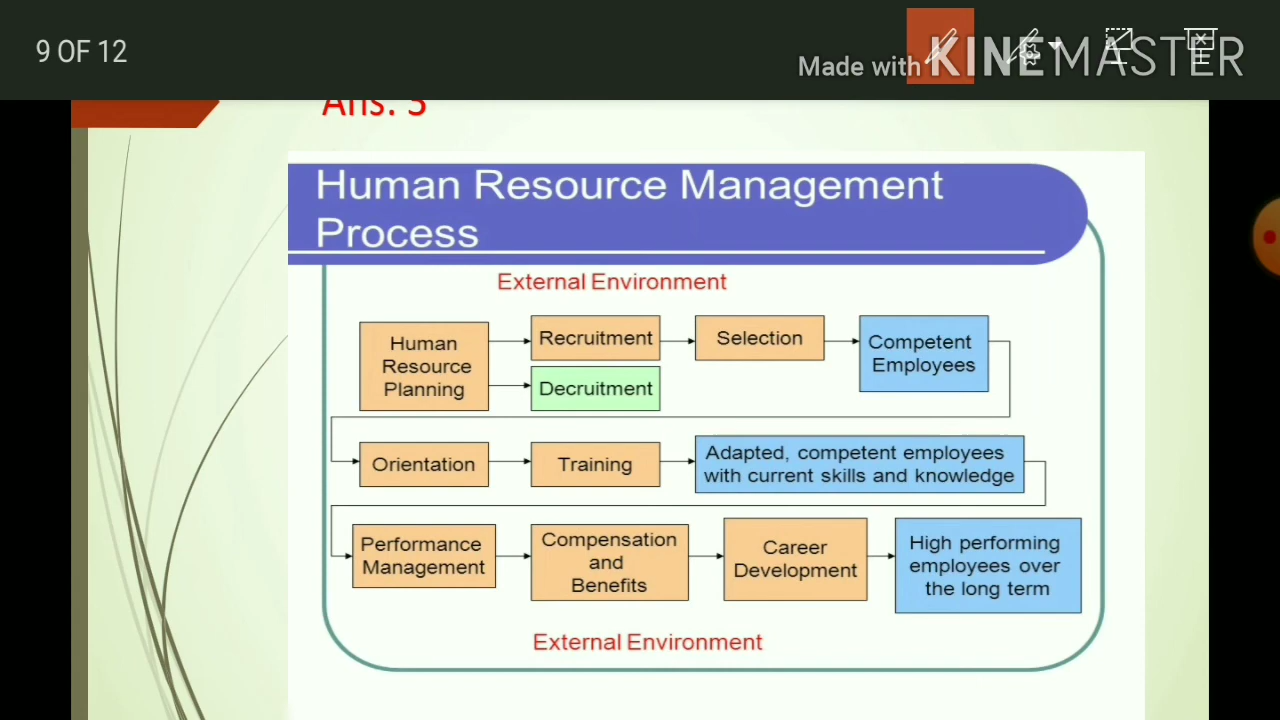 9 OF 12
Made with KINEMASTER
Ans. 3
Human Resource Management
Process
External Environment
Human
Resource
Planning
Recruitment
Decruitment
Selection
Competent
Employees
Orientation
Training
Adapted, competent employees
with current skills and knowledge
Performance
Management
Compensation
and
Benefits
Career
Development
High performing
employees over
the long term
External Environment